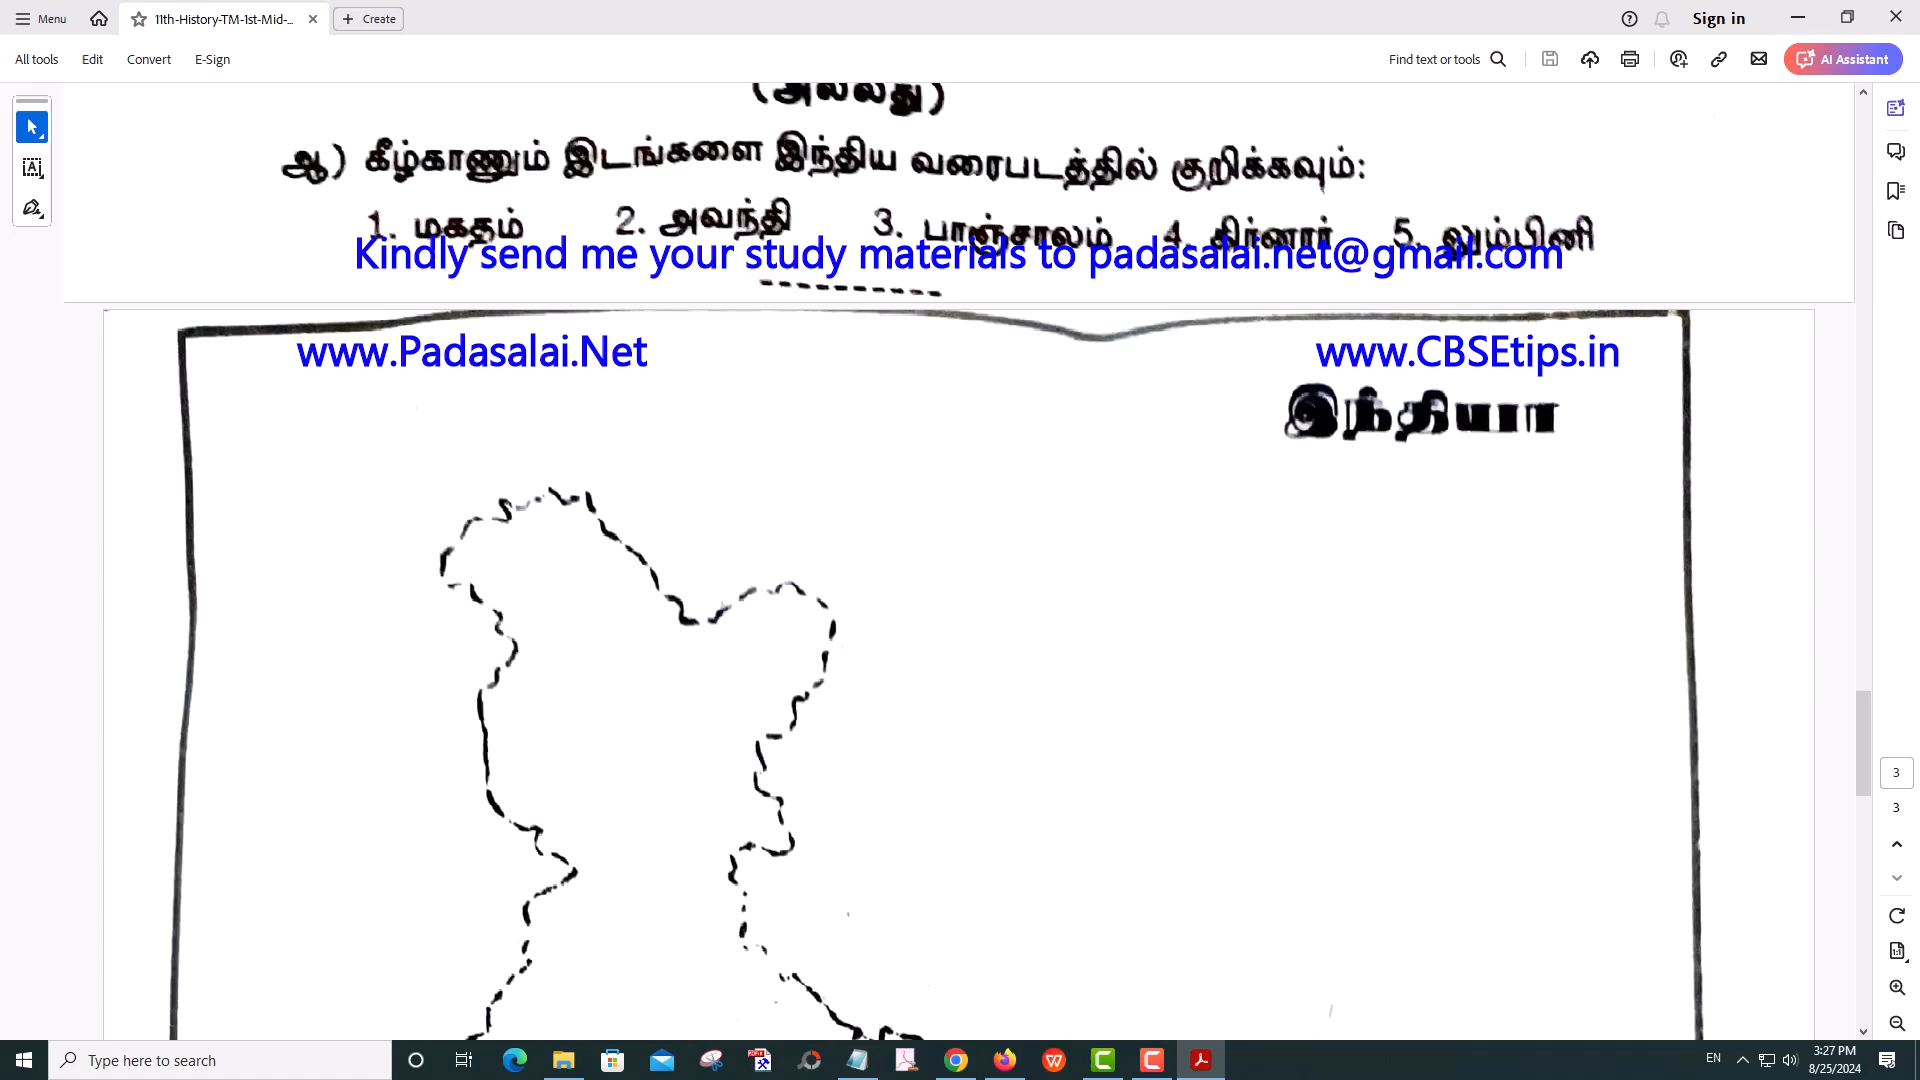 Menu
11th-History-TM-1st-Mid-...
Create
Sign in
All tools
Edit
Convert
E-Sign
Find text or tools
AI Assistant
(அல்லது)
ஆ) கீழ்காணும் இடங்களை இந்திய வரைபடத்தில் குறிக்கவும்:
1. மகதம் 2. அவந்தி 3. பாஞ்சாலம் 4. கிர்னார் 5. லும்பினி
Kindly send me your study materials to padasalai.net@gmail.com
www.Padasalai.Net
www.CBSEtips.in
இந்தியா
3
3
Type here to search
EN
3:27 PM
8/25/2024